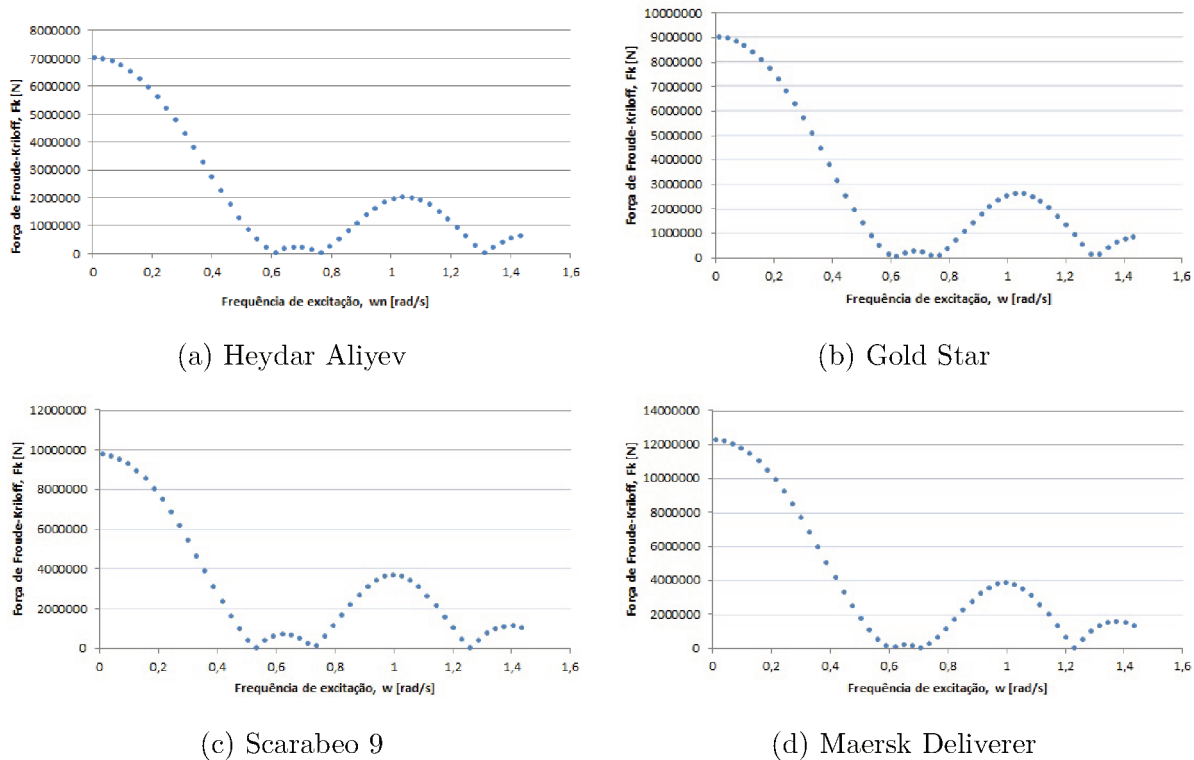 8000000
7000000
6000000
5000000
4000000
3000000
2000000
1000000
0
Força de Froude-Kriloff, Fk [N]
0 0,2 0,4 0,6 0,8 1 1,2 1,4 1,6
Frequência de excitação, wn [rad/s]
(a) Heydar Aliyev
10000000
9000000
8000000
7000000
6000000
5000000
4000000
3000000
2000000
1000000
0
Força de Froude-Kriloff, Fk [N]
0 0,2 0,4 0,6 0,8 1 1,2 1,4 1,6
Frequência de excitação, w [rad/s]
(b) Gold Star
12000000
10000000
8000000
6000000
4000000
2000000
0
Força de Froude-Kriloff, Fk [N]
0 0,2 0,4 0,6 0,8 1 1,2 1,4 1,6
Frequência de excitação, w [rad/s]
(c) Scarabeo 9
14000000
12000000
10000000
8000000
6000000
4000000
2000000
0
Força de Froude-Kriloff, Fk [N]
0 0,2 0,4 0,6 0,8 1 1,2 1,4 1,6
Frequência de excitação, w [rad/s]
(d) Maersk Deliverer